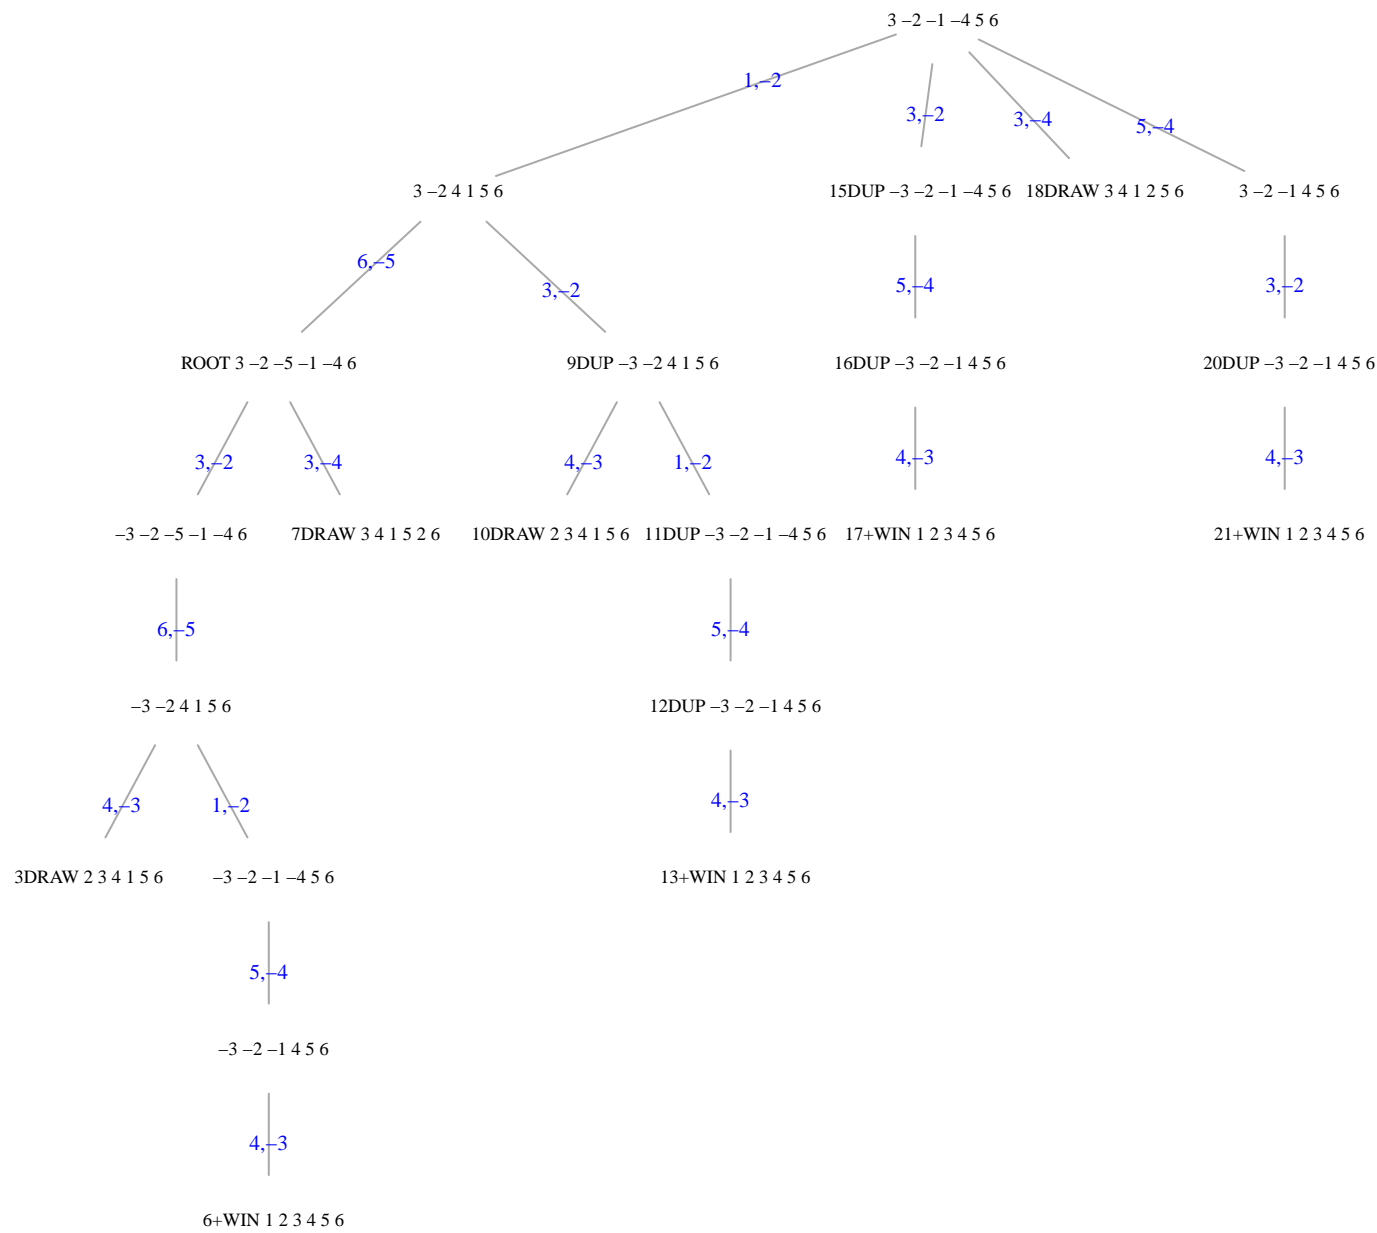 3 −2 −1 −4 5 6
1,−2
3,−2
3,−4
5,−4
3 −2 4 1 5 6
15DUP −3 −2 −1 −4 5 6
18DRAW 3 4 1 2 5 6
3 −2 −1 4 5 6
6,−5
3,−2
5,−4
3,−2
ROOT 3 −2 −5 −1 −4 6
9DUP −3 −2 4 1 5 6
16DUP −3 −2 −1 4 5 6
20DUP −3 −2 −1 4 5 6
3,−2
3,−4
4,−3
1,−2
4,−3
4,−3
−3 −2 −5 −1 −4 6
7DRAW 3 4 1 5 2 6
10DRAW 2 3 4 1 5 6
11DUP −3 −2 −1 −4 5 6
17+WIN 1 2 3 4 5 6
21+WIN 1 2 3 4 5 6
6,−5
5,−4
−3 −2 4 1 5 6
12DUP −3 −2 −1 4 5 6
4,−3
1,−2
4,−3
3DRAW 2 3 4 1 5 6
−3 −2 −1 −4 5 6
13+WIN 1 2 3 4 5 6
5,−4
−3 −2 −1 4 5 6
4,−3
6+WIN 1 2 3 4 5 6